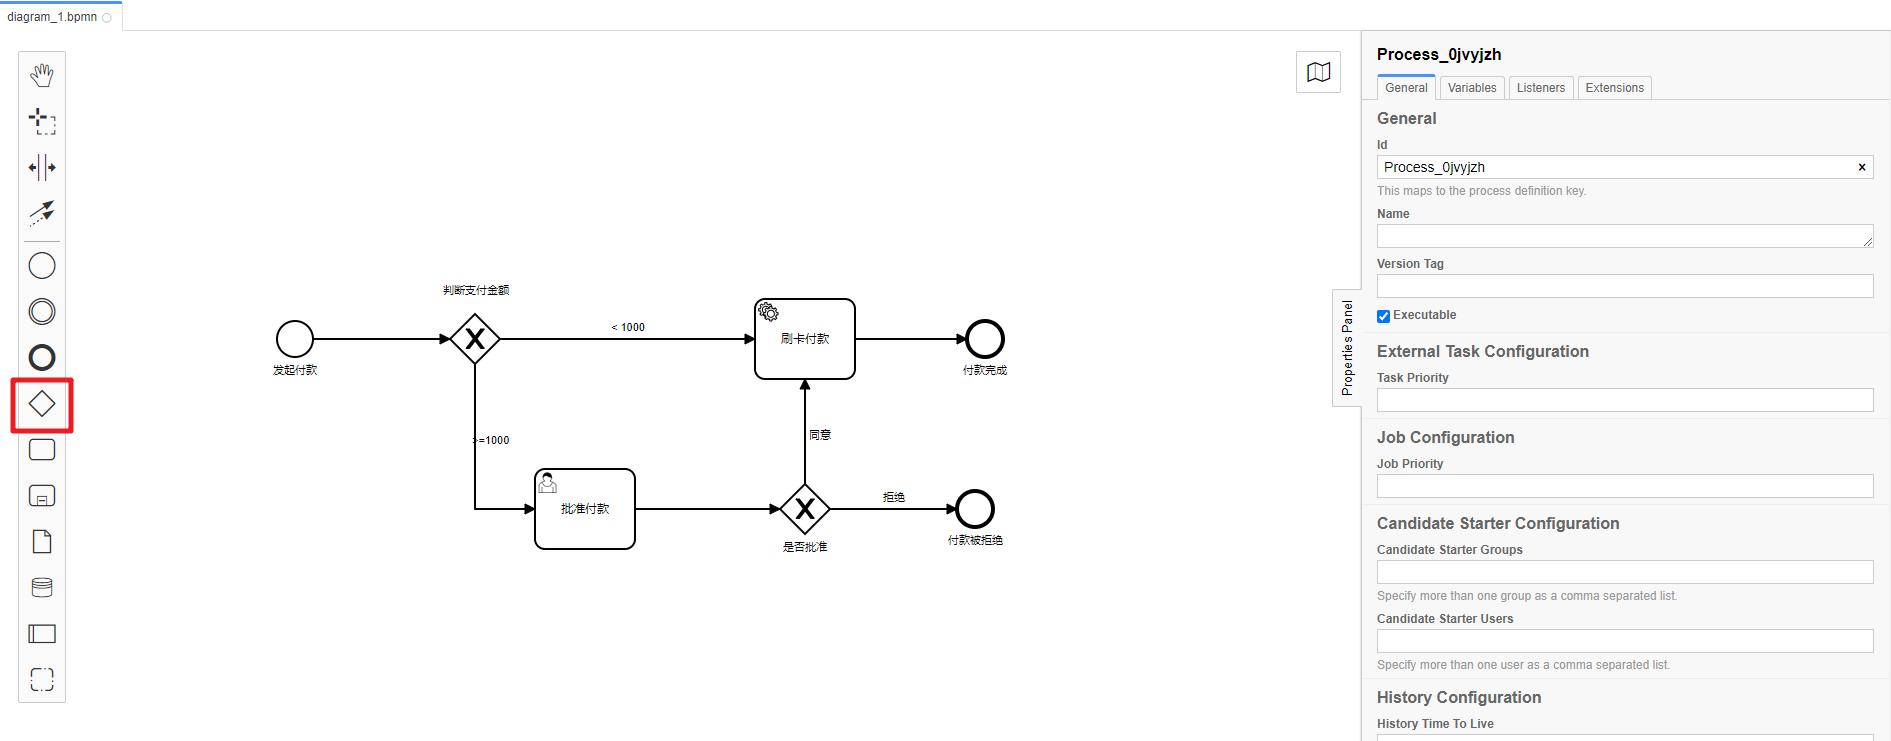 diagram_1.bpmn
判断支付金额
< 1000
发起付款
刷卡付款
付款完成
>=1000
同意
批准付款
拒绝
是否批准
付款被拒绝
Properties Panel
Process_0jvyjzh
General
Variables
Listeners
Extensions
General
Id
Process_0jvyjzh
×
This maps to the process definition key.
Name
Version Tag
Executable
External Task Configuration
Task Priority
Job Configuration
Job Priority
Candidate Starter Configuration
Candidate Starter Groups
Specify more than one group as a comma separated list.
Candidate Starter Users
Specify more than one user as a comma separated list.
History Configuration
History Time To Live